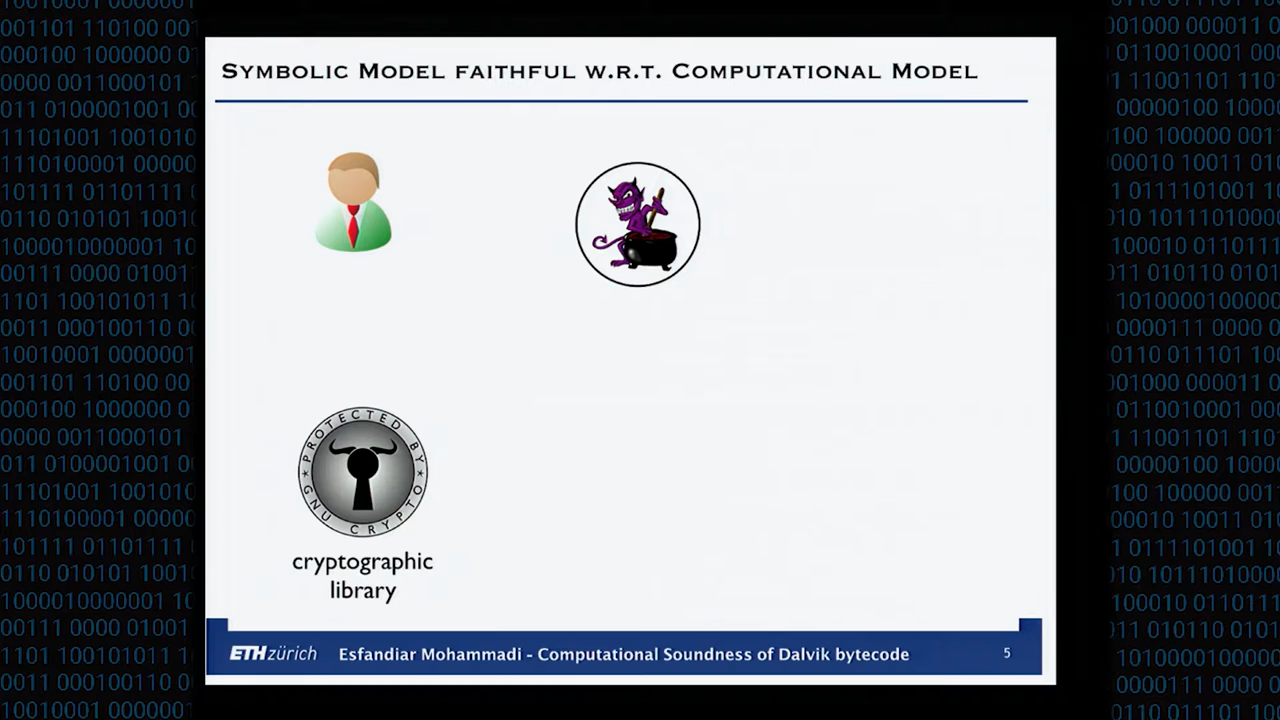 SYMBOLIC MODEL FAITHFUL W.R.T. COMPUTATIONAL MODEL
PROTECTED BY
GNU CRYPTO
cryptographic
library
ETH zürich
Esfandiar Mohammadi - Computational Soundness of Dalvik bytecode
5